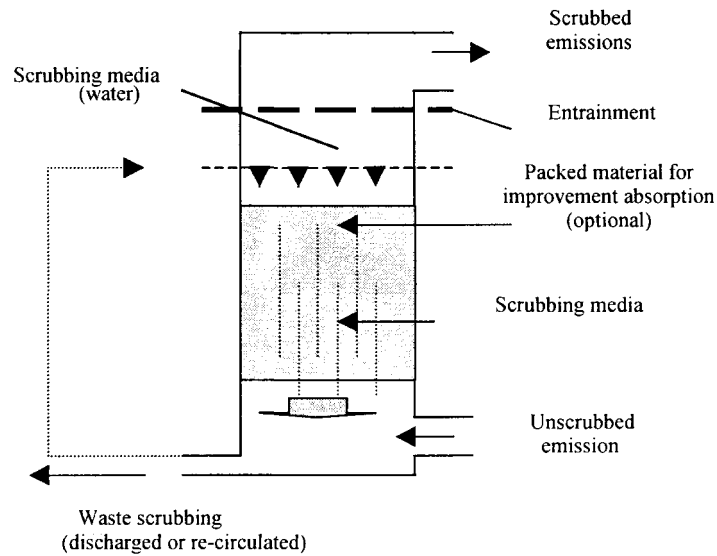 Scrubbed
emissions
Scrubbing media
(water)
Entrainment
Packed material for
improvement absorption
(optional)
Scrubbing media
Unscrubbed
emission
Waste scrubbing
(discharged or re-circulated)